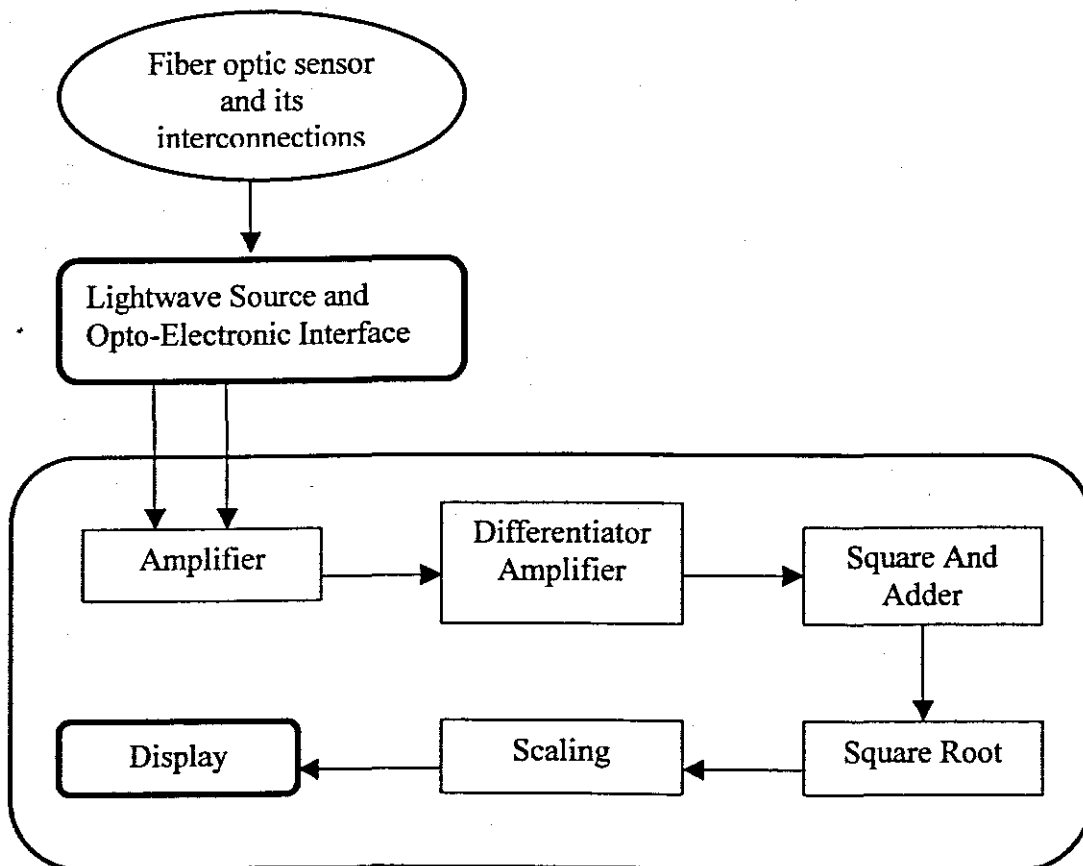 Fiber optic sensor
and its
interconnections
Lightwave Source and
Opto-Electronic Interface
Amplifier
Differentiator
Amplifier
Square And
Adder
Square Root
Scaling
Display